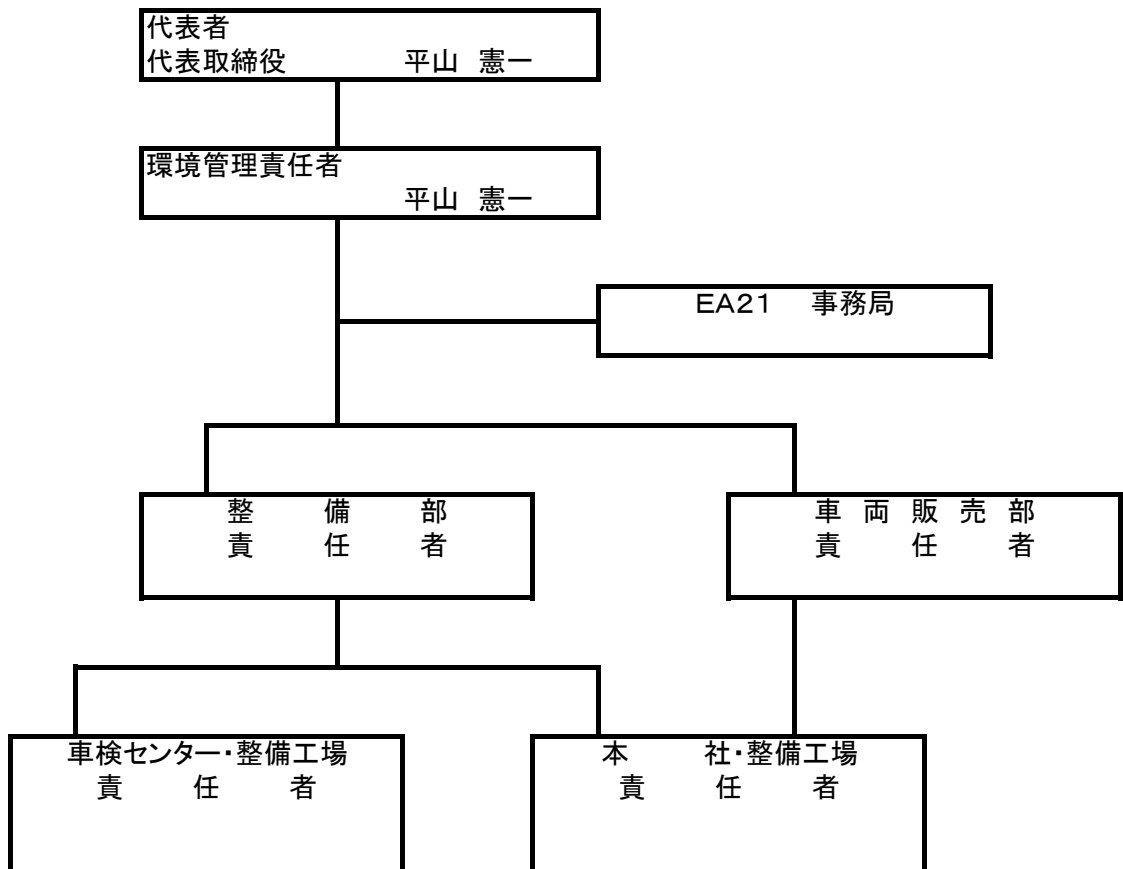 代表者
代表取締役 平山 憲一
環境管理責任者
平山 憲一
EA21 事務局
整 備 部
責 任 者
車 両 販 売 部
責 任 者
車検センター・整備工場
責 任 者
本 社・整備工場
責 任 者